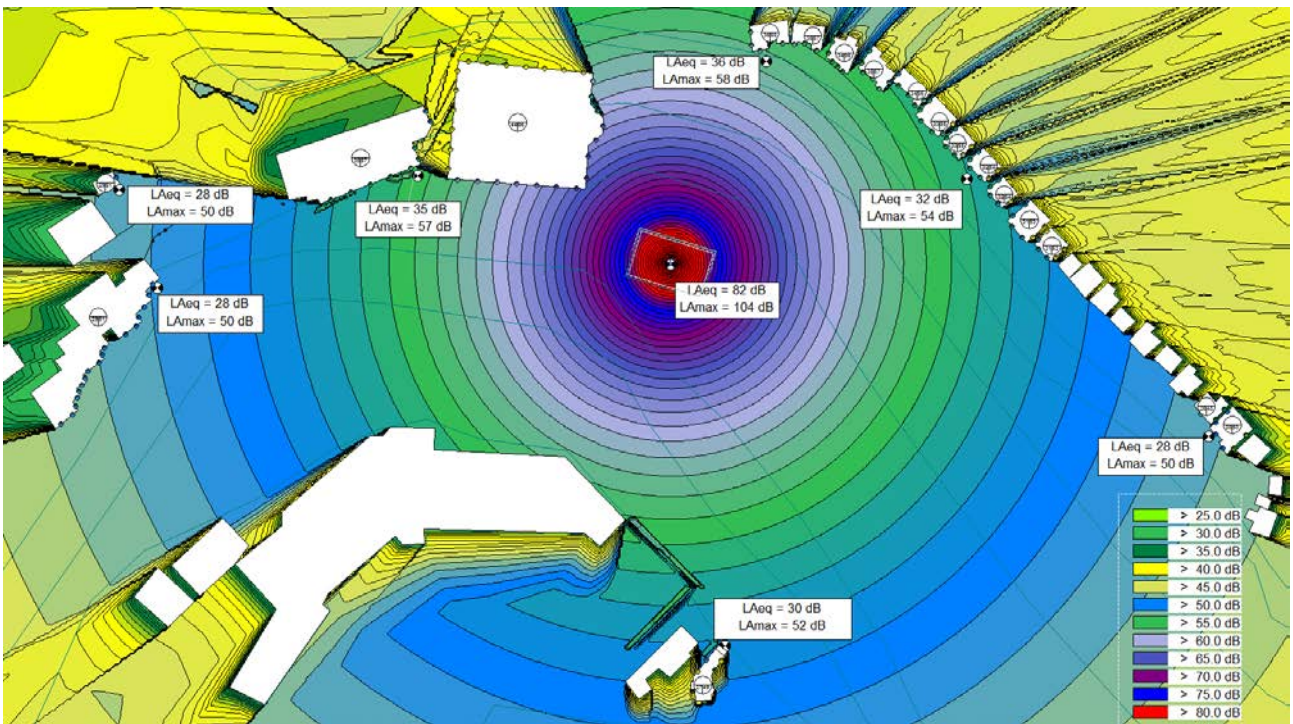 LAeq = 36 dB
LAmax = 58 dB
LAeq = 28 dB
LAmax = 50 dB
LAeq = 35 dB
LAmax = 57 dB
LAeq = 32 dB
LAmax = 54 dB
LAeq = 28 dB
LAmax = 50 dB
LAeq = 82 dB
LAmax = 104 dB
LAeq = 28 dB
LAmax = 50 dB
LAeq = 30 dB
LAmax = 52 dB
> 25.0 dB
> 30.0 dB
> 35.0 dB
> 40.0 dB
> 45.0 dB
> 50.0 dB
> 55.0 dB
> 60.0 dB
> 65.0 dB
> 70.0 dB
> 75.0 dB
> 80.0 dB